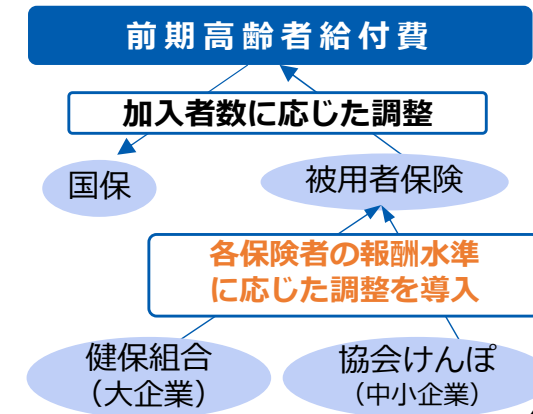 前期高齢者給付費
加入者数に応じた調整
国保
被用者保険
各保険者の報酬水準
に応じた調整を導入
健保組合
（大企業）
協会けんぽ
（中小企業）